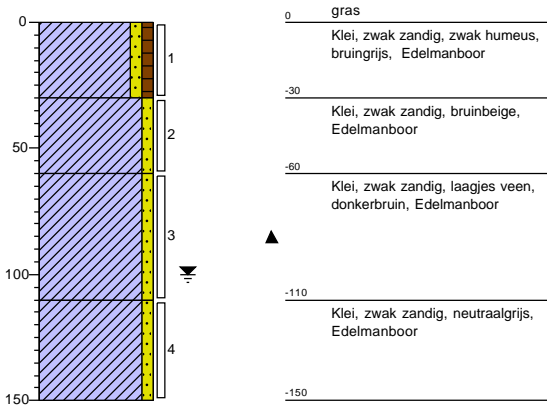 0
50
100
150
1
2
3
4
0
gras
Klei, zwak zandig, zwak humeus,
bruingrijs, Edelmanboor
-30
Klei, zwak zandig, bruinbeige,
Edelmanboor
-60
Klei, zwak zandig, laagjes veen,
donkerbruin, Edelmanboor
-110
Klei, zwak zandig, neutraalgrijs,
Edelmanboor
-150